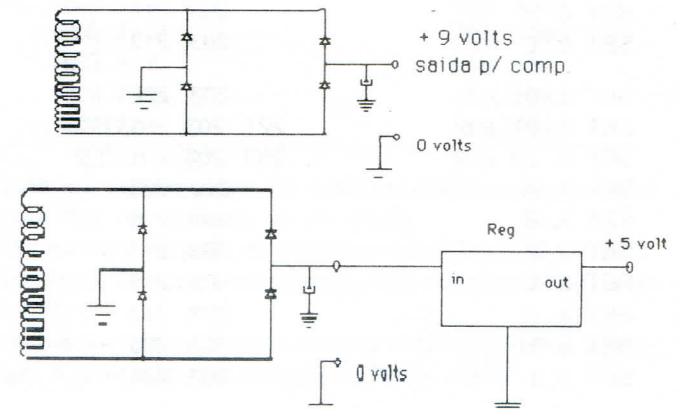 + 9 volts
saida p/ comp.
0 volts
Reg
+ 5 volt
in
out
0 volts